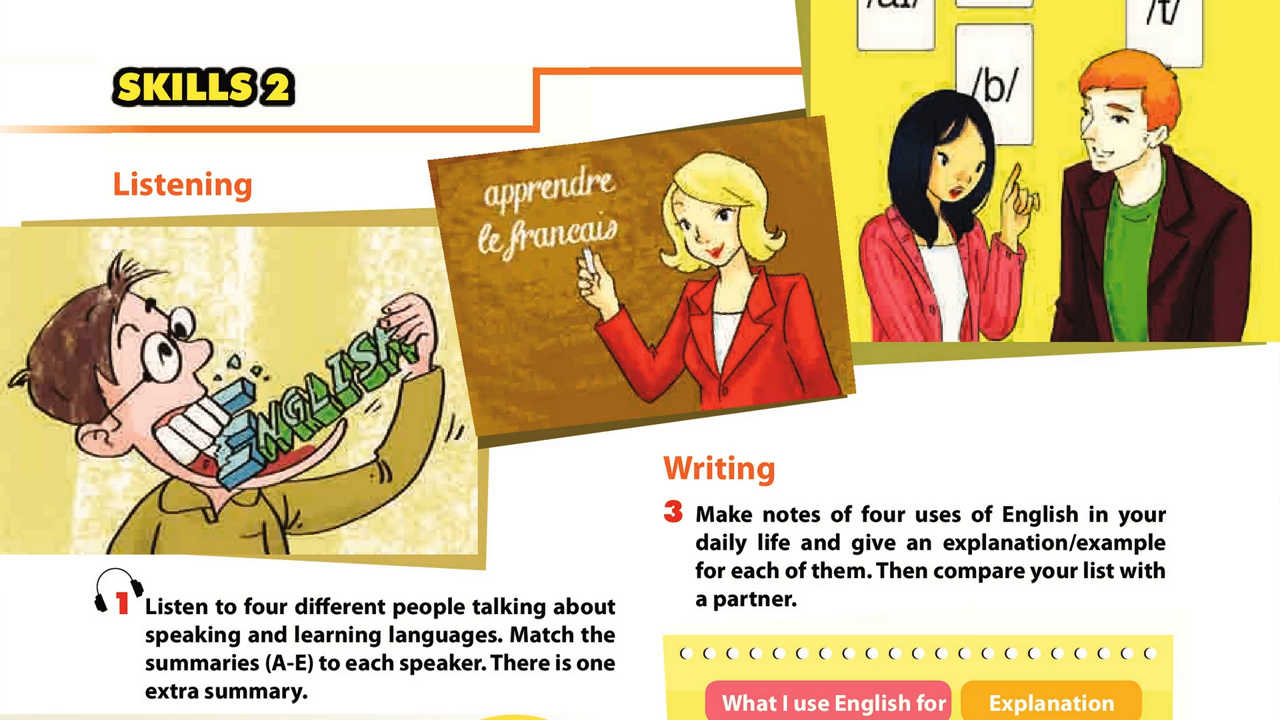 SKILLS 2
Listening
apprendre
le francais
/b/
/t/
ENGLISH
1 Listen to four different people talking about
speaking and learning languages. Match the
summaries (A-E) to each speaker. There is one
extra summary.
Writing
3 Make notes of four uses of English in your
daily life and give an explanation/example
for each of them. Then compare your list with
a partner.
What I use English for
Explanation